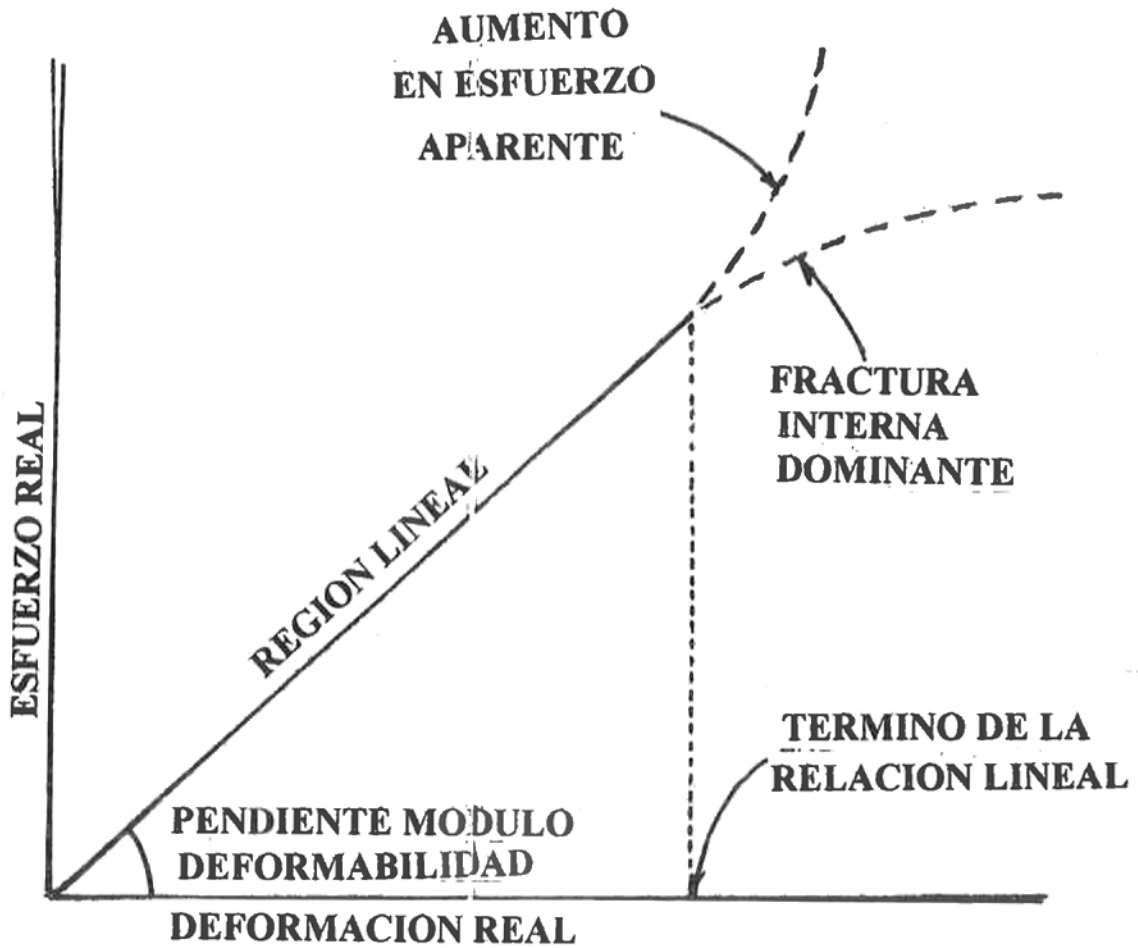 AUMENTO
EN ESFUERZO
APARENTE
FRACTURA
INTERNA
DOMINANTE
REGION LINEAL
ESFUERZO REAL
TERMINO DE LA
RELACION LINEAL
PENDIENTE MODULO
DEFORMABILIDAD
DEFORMACION REAL